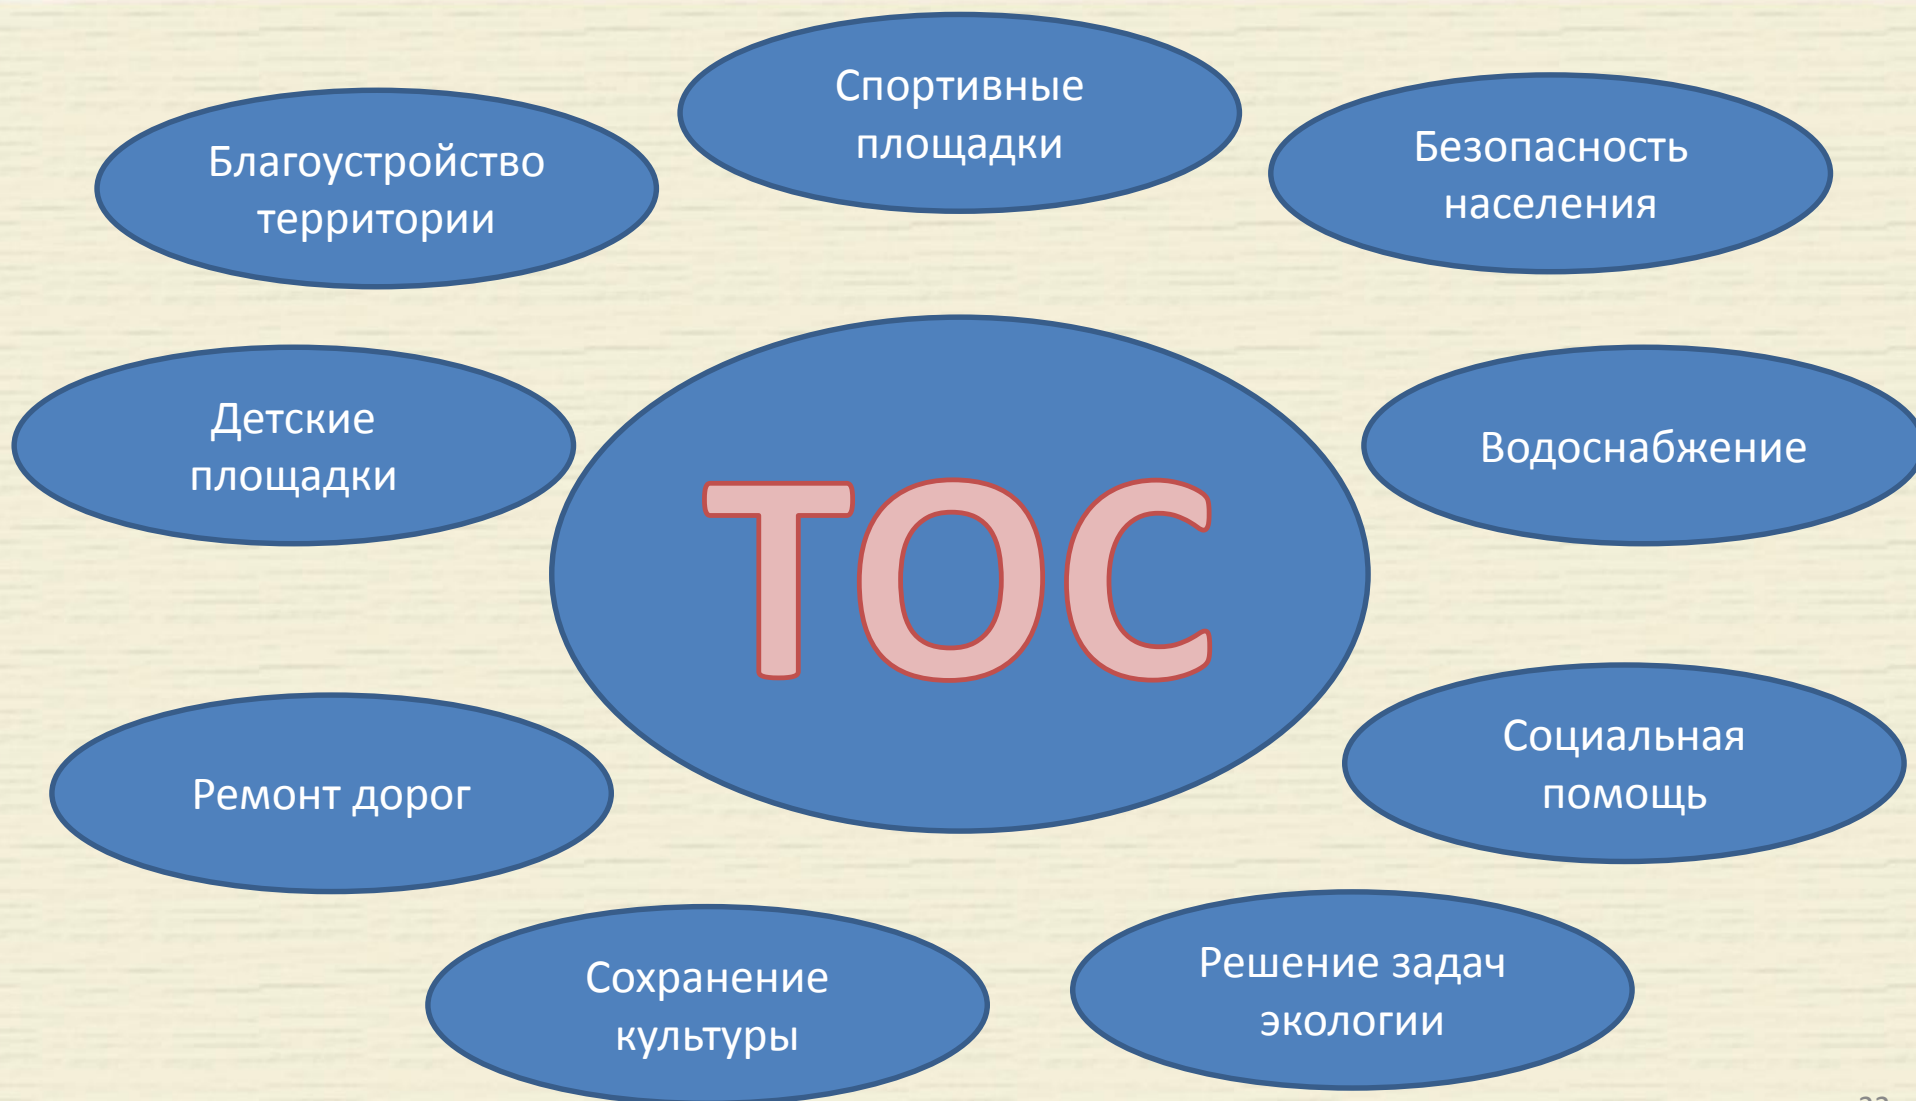 Спортивные
площадки
Благоустройство
территории
Безопасность
населения
Детские
площадки
Водоснабжение
ТОС
Ремонт дорог
Социальная
помощь
Сохранение
культуры
Решение задач
экологии